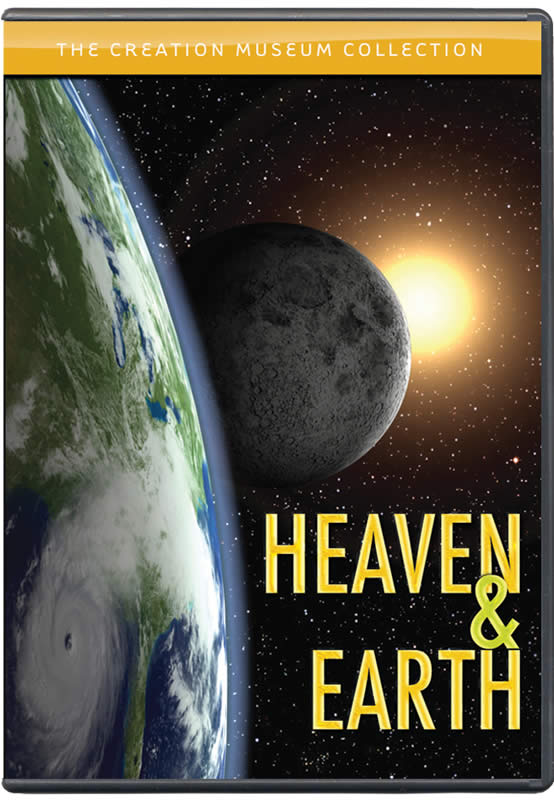 THE CREATION MUSEUM COLLECTION
HEAVEN
&
EARTH